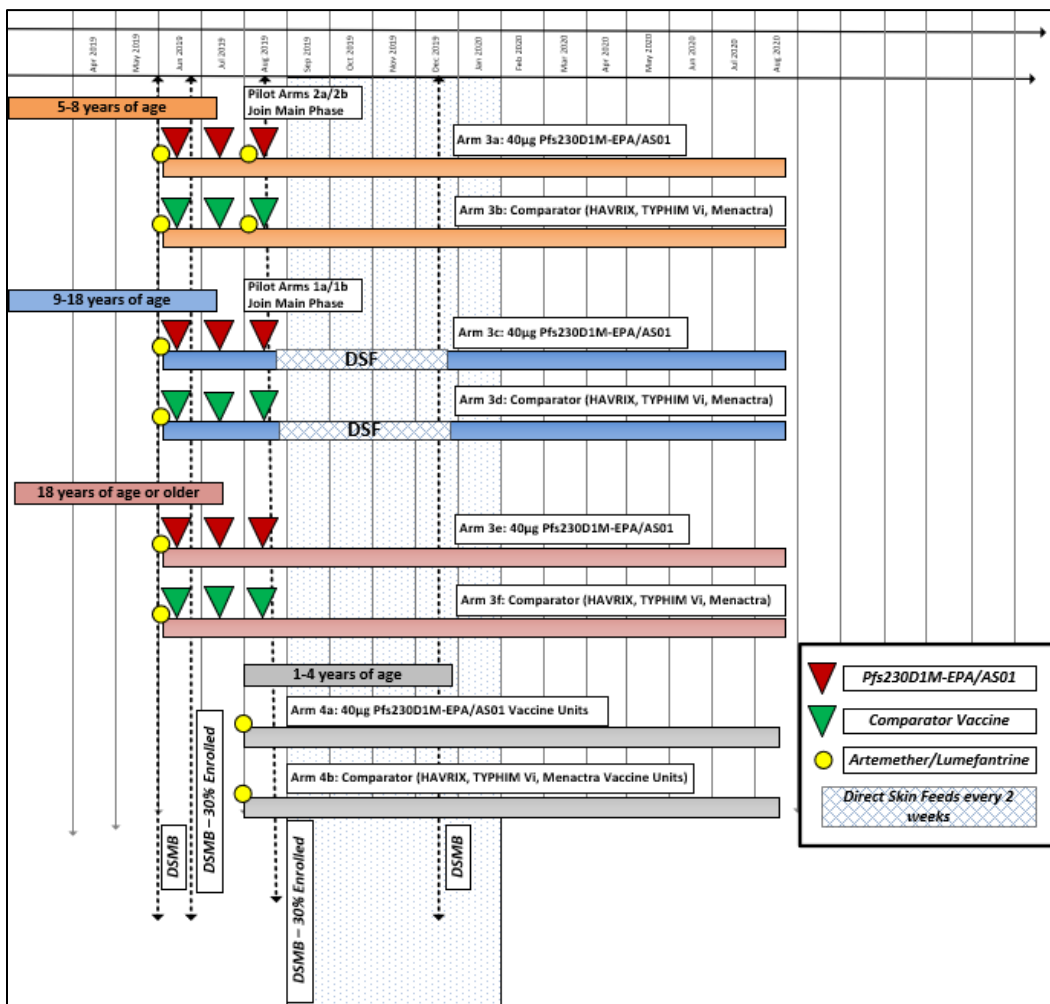 Apr 2019
May 2019
Jun 2019
Jul 2019
Aug 2019
Sep 2019
Oct 2019
Nov 2019
Dec 2019
Jan 2020
Feb 2020
Mar 2020
Apr 2020
May 2020
Jun 2020
Jul 2020
Aug 2020
5-8 years of age
Pilot Arms 2a/2b
Join Main Phase
Arm 3a: 40µg Pfs230D1M-EPA/AS01
Arm 3b: Comparator (HAVRIX, TYPHIM Vi, Menactra)
9-18 years of age
Pilot Arms 1a/1b
Join Main Phase
Arm 3c: 40µg Pfs230D1M-EPA/AS01
DSF
Arm 3d: Comparator (HAVRIX, TYPHIM Vi, Menactra)
DSF
18 years of age or older
Arm 3e: 40µg Pfs230D1M-EPA/AS01
Arm 3f: Comparator (HAVRIX, TYPHIM Vi, Menactra)
1-4 years of age
Arm 4a: 40µg Pfs230D1M-EPA/AS01 Vaccine Units
Arm 4b: Comparator (HAVRIX, TYPHIM Vi, Menactra Vaccine Units)
DSMB
DSMB – 30% Enrolled
DSMB – 30% Enrolled
DSMB
Pfs230D1M-EPA/AS01
Comparator Vaccine
Artemether/Lumefantrine
Direct Skin Feeds every 2
weeks